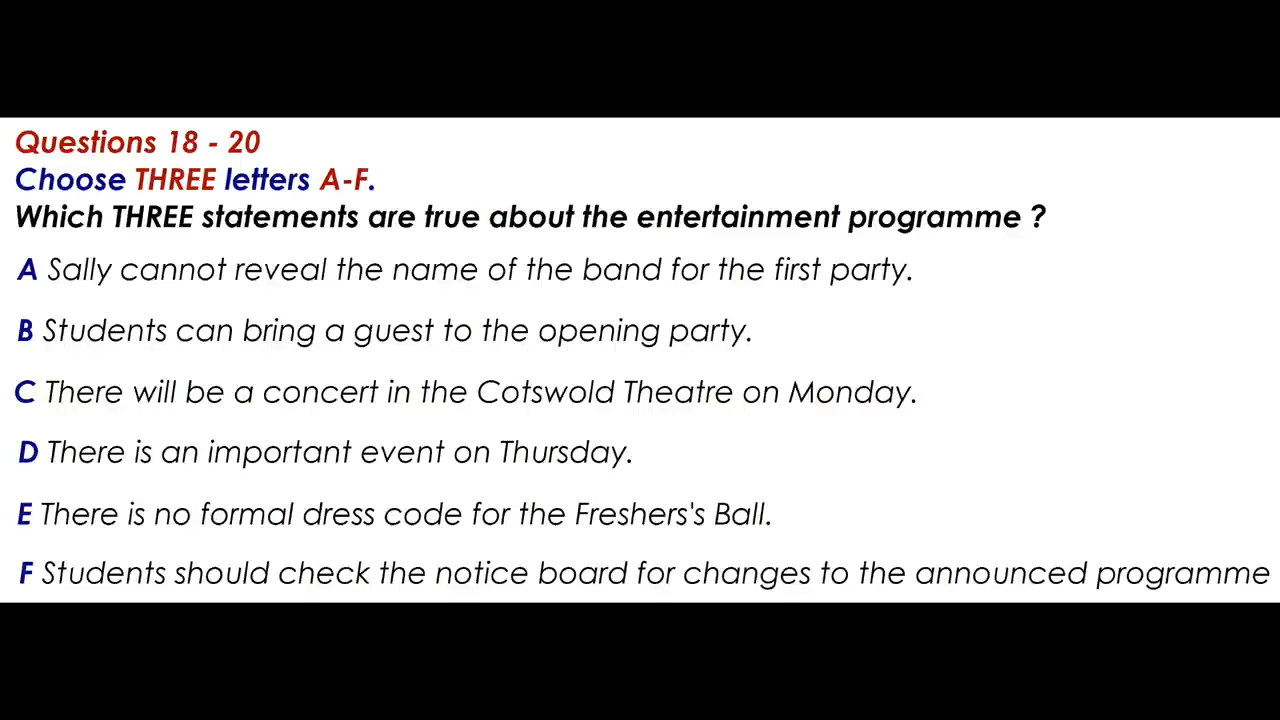 Questions 18 - 20
Choose THREE letters A-F.
Which THREE statements are true about the entertainment programme ?
A Sally cannot reveal the name of the band for the first party.
B Students can bring a guest to the opening party.
C There will be a concert in the Cotswold Theatre on Monday.
D There is an important event on Thursday.
E There is no formal dress code for the Freshers's Ball.
F Students should check the notice board for changes to the announced programme